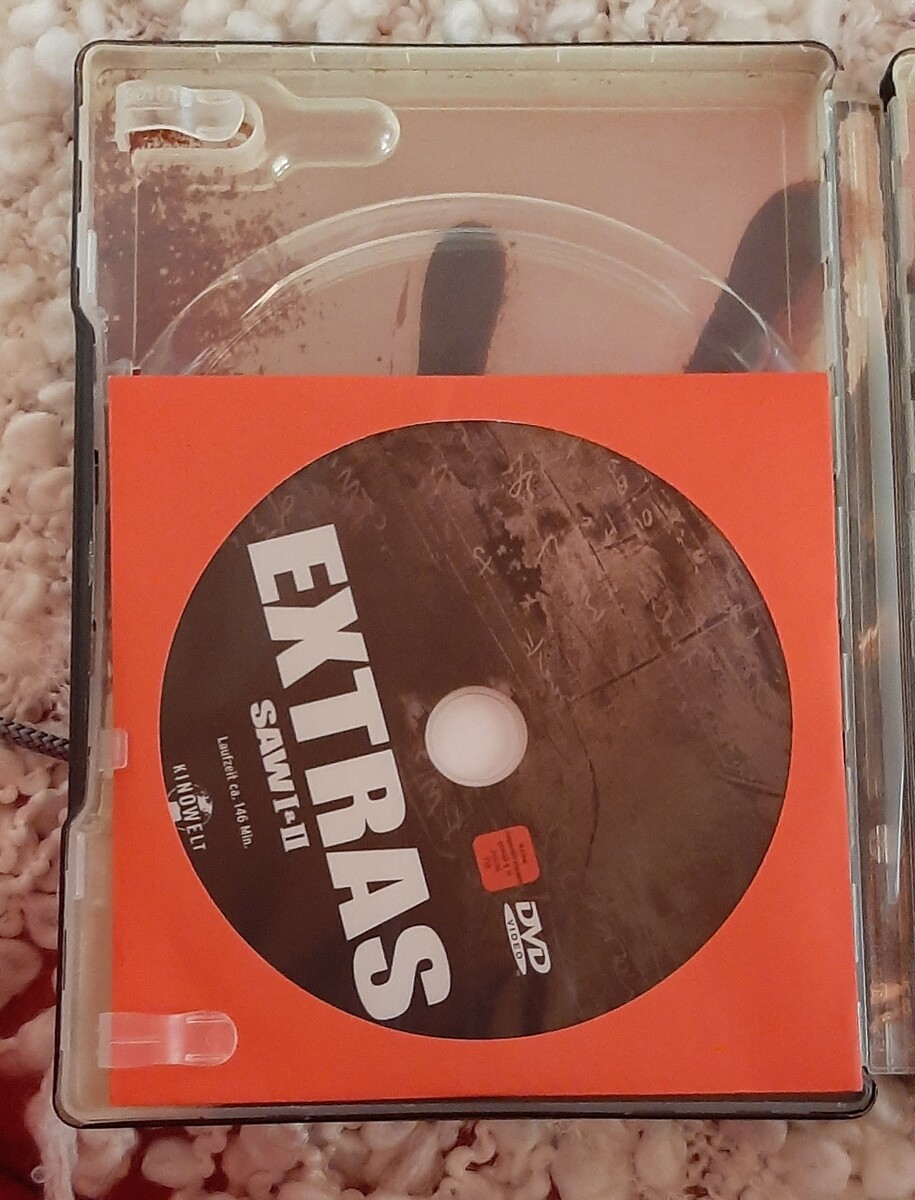 EXTRAS
SAW I & II
Laufzeit ca. 146 Min.
KINOWELT
DVD
VIDEO